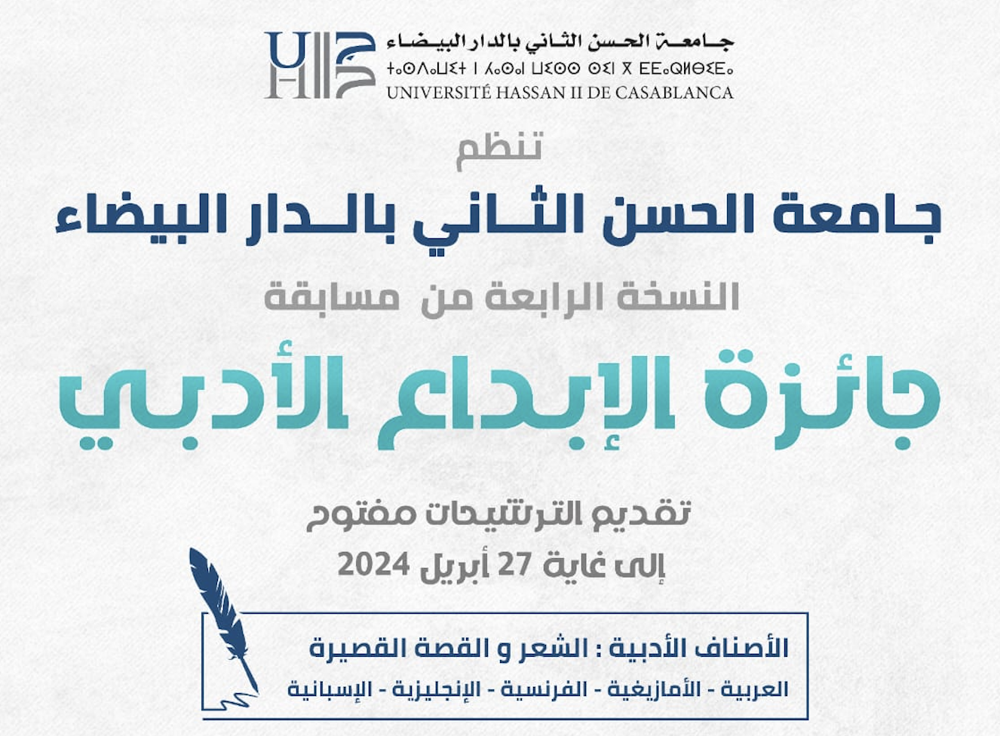 جامعة الحسن الثاني بالدار البيضاء
ⵜⴰⵙⴷⴰⵡⵉⵜ ⵏ ⵃⴰⵙⴰⵏ ⵡⵉⵙⵙ ⵙⵉⵏ ⴳ ⵟⵟⴰⵕⵍⴱⵉⴹⴰ
UNIVERSITÉ HASSAN II DE CASABLANCA
تنظم
جامعة الحسن الثاني بالدار البيضاء
النسخة الرابعة من مسابقة
جائزة الإبداع الأدبي
تقديم الترشيحات مفتوح
إلى غاية 27 أبريل 2024
الأصناف الأدبية : الشعر و القصة القصيرة
العربية - الأمازيغية - الفرنسية - الإنجليزية - الإسبانية